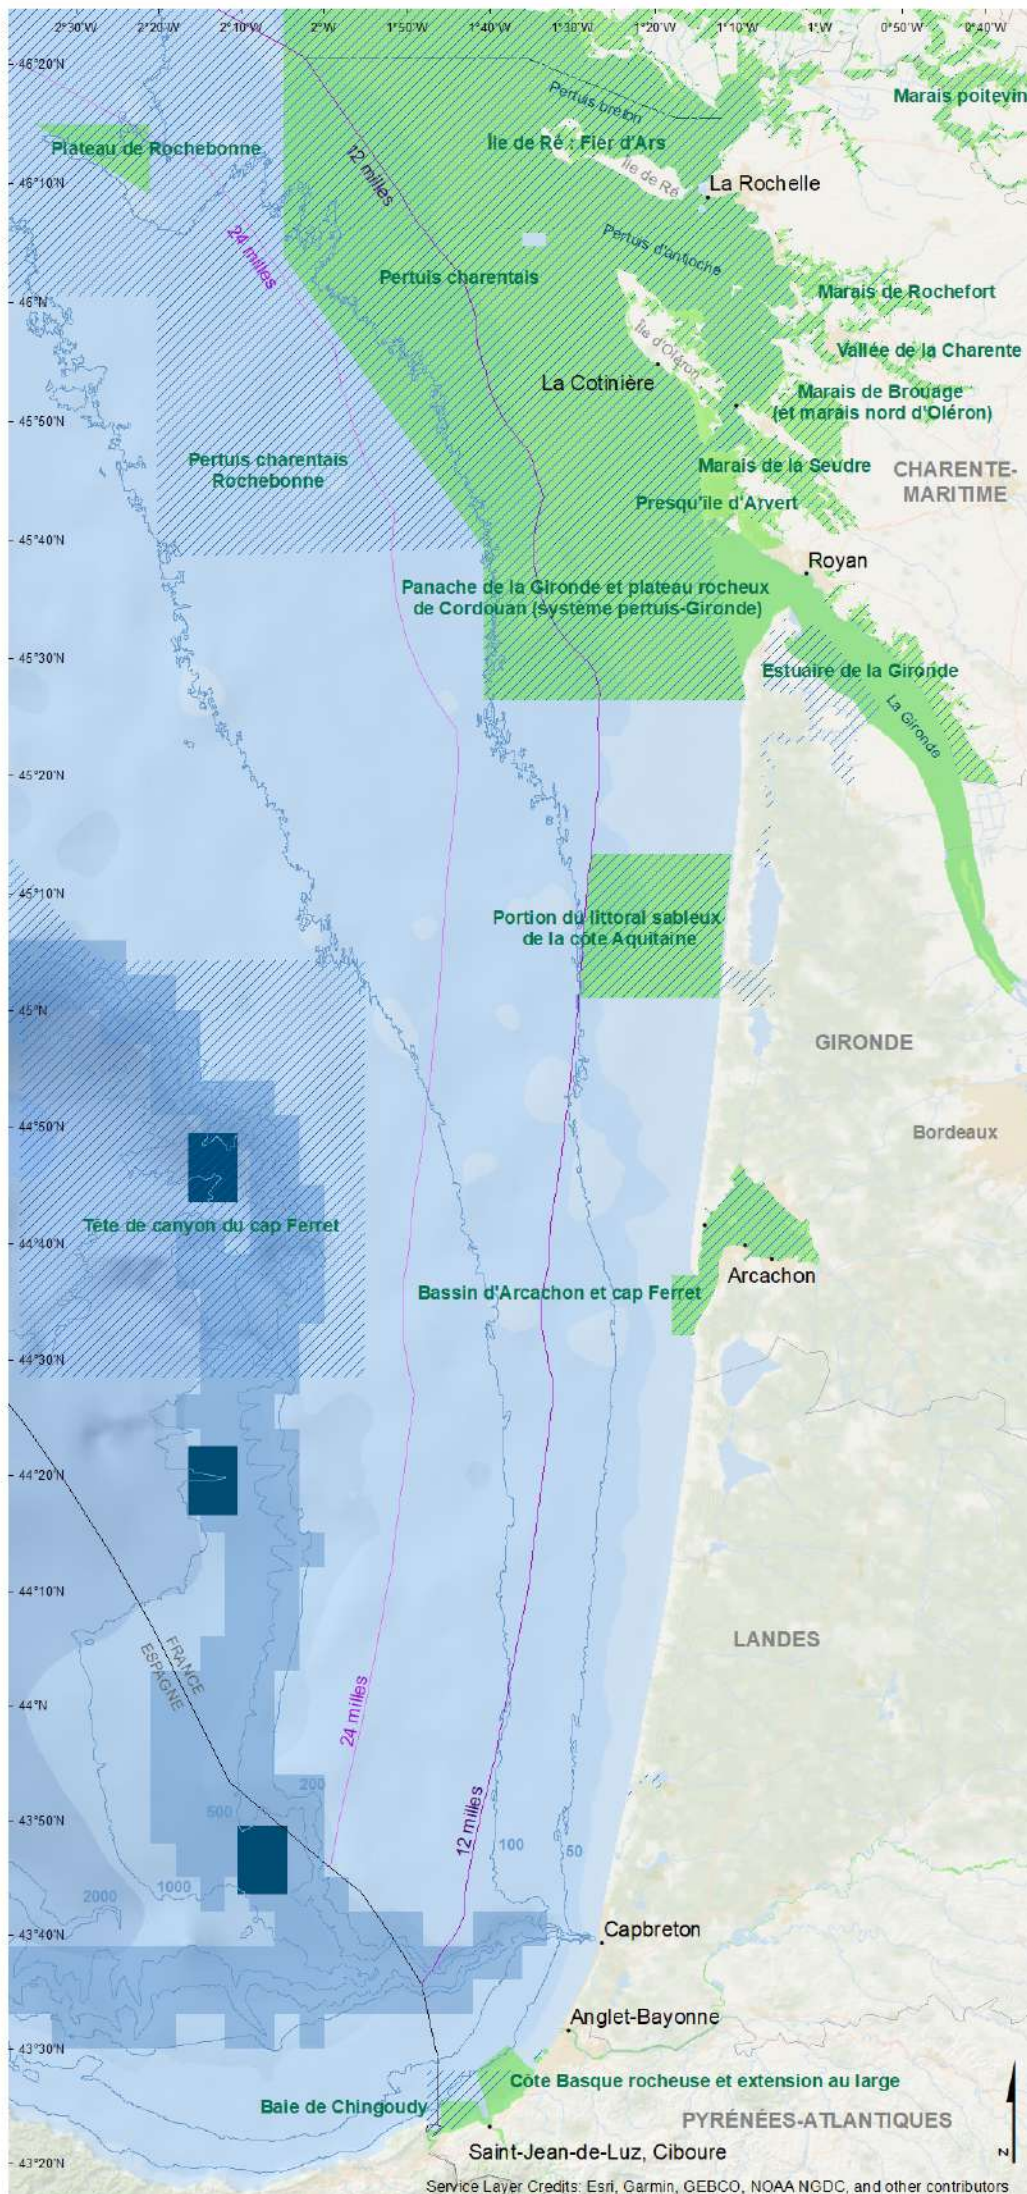 2°30'W
2°20'W
2°10'W
2°W
1°50'W
1°40'W
1°30'W
1°20'W
1°10'W
1°W
0°50'W
0°40'W
46°20'N
Marais poitevin
Pertuis breton
Plateau de Rochebonne
Île de Ré : Fier d'Ars
12 milles
Île de Ré
46°10'N
La Rochelle
24 milles
Pertuis d'antioche
Pertuis charentais
Marais de Rochefort
46°N
Île d'Oléron
Vallée de la Charente
La Cotinière
Marais de Brouage
(et marais nord d'Oléron)
45°50'N
Pertuis charentais
Rochebonne
Marais de la Seudre
CHARENTE-
MARITIME
Presqu'île d'Arvert
45°40'N
Royan
Panache de la Gironde et plateau rocheux
de Cordouan (système pertuis-Gironde)
45°30'N
Estuaire de la Gironde
La Gironde
45°20'N
45°10'N
Portion du littoral sableux
de la côte Aquitaine
45°N
GIRONDE
44°50'N
Bordeaux
Tête de canyon du cap Ferret
44°40'N
Arcachon
Bassin d'Arcachon et cap Ferret
44°30'N
44°20'N
44°10'N
LANDES
FRANCE
ESPAGNE
44°N
24 milles
200
500
43°50'N
12 milles
100
50
2000
1000
43°40'N
Capbreton
Anglet-Bayonne
43°30'N
Côte Basque rocheuse et extension au large
Baie de Chingoudy
PYRÉNÉES-ATLANTIQUES
N
Saint-Jean-de-Luz, Ciboure
43°20'N
Service Layer Credits: Esri, Garmin, GEBCO, NOAA NGDC, and other contributors